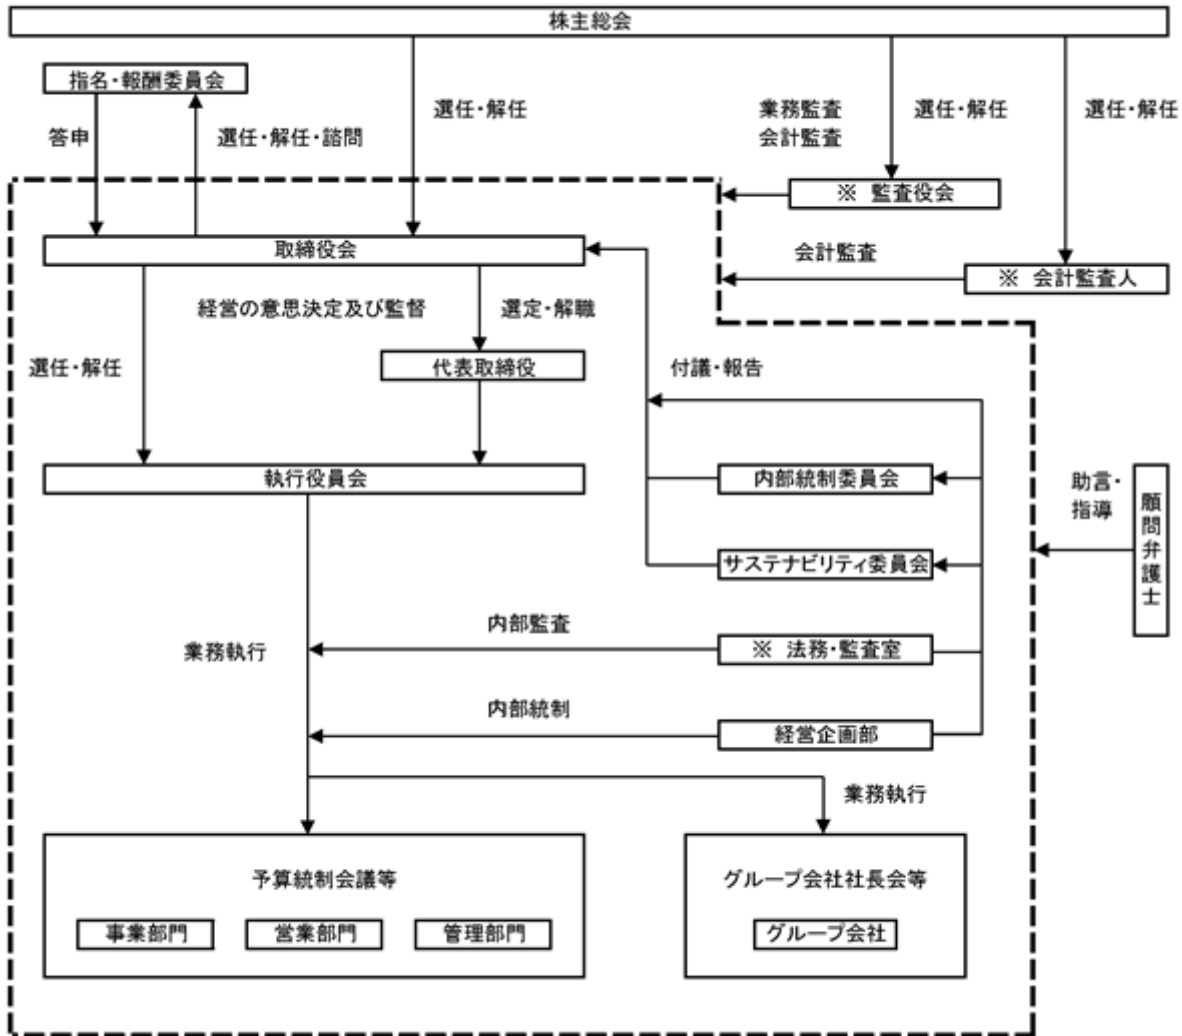 株主総会
指名・報酬委員会
答申
選任・解任・諮問
選任・解任
業務監査
会計監査
選任・解任
選任・解任
※ 監査役会
取締役会
会計監査
※ 会計監査人
経営の意思決定及び監督
選定・解職
選任・解任
代表取締役
付議・報告
執行役員会
内部統制委員会
助言・
指導
顧問弁護士
サステナビリティ委員会
内部監査
業務執行
※ 法務・監査室
内部統制
経営企画部
業務執行
予算統制会議等
グループ会社社長会等
事業部門
営業部門
管理部門
グループ会社